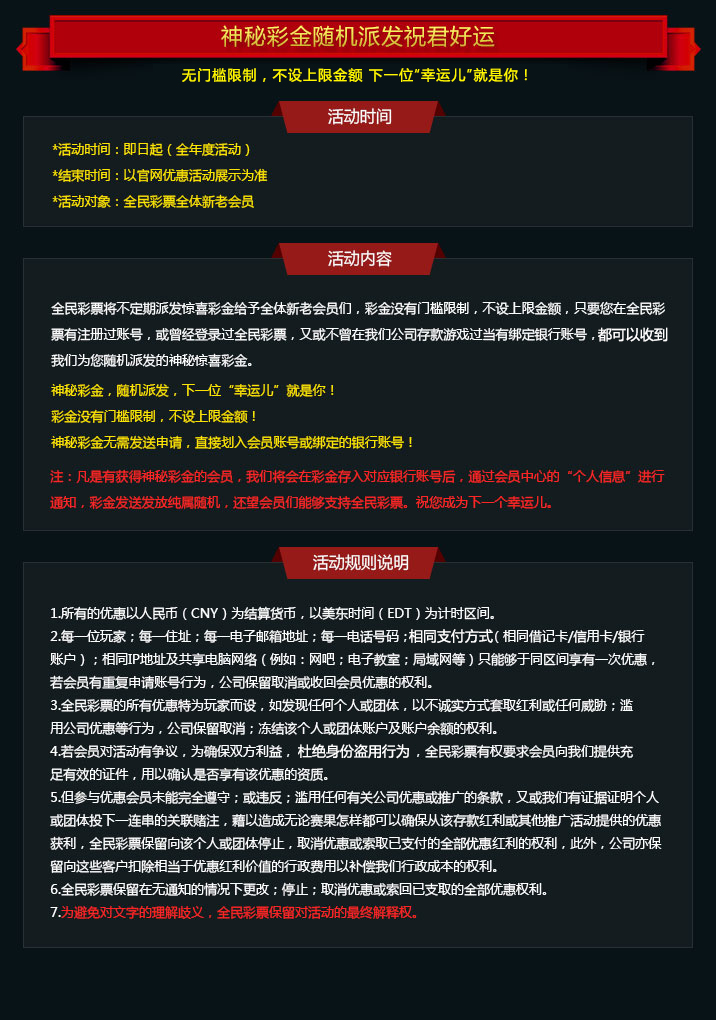 神秘彩金随机派发祝君好运
无门槛限制，不设上限金额 下一位“幸运儿”就是你！
活动时间
*活动时间：即日起（全年度活动）
*结束时间：以官网优惠活动展示为准
*活动对象：全民彩票全体新老会员
活动内容
全民彩票将不定期派发惊喜彩金给予全体新老会员们，彩金没有门槛限制，不设上限金额，只要您在全民彩
票有注册过账号，或曾经登录过全民彩票，又或不曾在我们公司存款游戏过当有绑定银行账号，都可以收到
我们为您随机派发的神秘惊喜彩金。
神秘彩金，随机派发，下一位“幸运儿”就是你！
彩金没有门槛限制，不设上限金额！
神秘彩金无需发送申请，直接划入会员账号或绑定的银行账号！
注：凡是有获得神秘彩金的会员，我们将会在彩金存入对应银行账号后，通过会员中心的“个人信息”进行
通知，彩金发送发放纯属随机，还望会员们能够支持全民彩票。祝您成为下一个幸运儿。
活动规则说明
1.所有的优惠以人民币（CNY）为结算货币，以美东时间（EDT）为计时区间。
2.每一位玩家；每一住址；每一电子邮箱地址；每一电话号码；相同支付方式（相同借记卡/信用卡/银行
账户）；相同IP地址及共享电脑网络（例如：网吧；电子教室；局域网等）只能够于同区间享有一次优惠，
若会员有重复申请账号行为，公司保留取消或收回会员优惠的权利。
3.全民彩票的所有优惠特为玩家而设，如发现任何个人或团体，以不诚实方式套取红利或任何威胁；滥
用公司优惠等行为，公司保留取消；冻结该个人或团体账户及账户余额的权利。
4.若会员对活动有争议，为确保双方利益，杜绝身份盗用行为，全民彩票有权要求会员向我们提供充
足有效的证件，用以确认是否享有该优惠的资质。
5.但参与优惠会员未能完全遵守；或违反；滥用任何有关公司优惠或推广的条款，又或我们有证据证明个人
或团体投下一连串的关联赌注，藉以造成无论赛果怎样都可以确保从该存款红利或其他推广活动提供的优惠
获利，全民彩票保留向该个人或团体停止，取消优惠或索取已支付的全部优惠红利的权利，此外，公司亦保
留向这些客户扣除相当于优惠红利价值的行政费用以补偿我们行政成本的权利。
6.全民彩票保留在无通知的情况下更改；停止；取消优惠或索回已支取的全部优惠权利。
7.为避免对文字的理解歧义，全民彩票保留对活动的最终解释权。